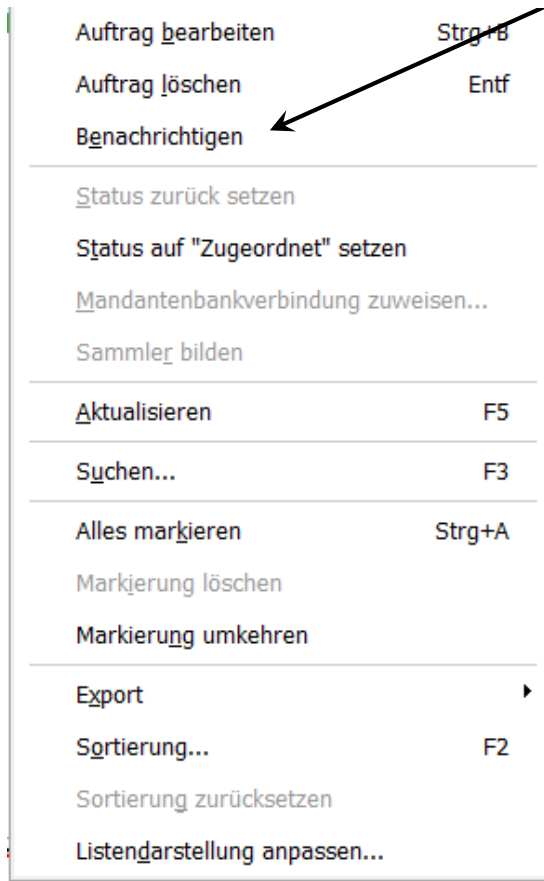 Auftrag bearbeiten Strg+B
Auftrag löschen Entf
Benachrichtigen
Status zurück setzen
Status auf "Zugeordnet" setzen
Mandantenbankverbindung zuweisen...
Sammler bilden
Aktualisieren F5
Suchen... F3
Alles markieren Strg+A
Markierung löschen
Markierung umkehren
Export
Sortierung... F2
Sortierung zurücksetzen
Listendarstellung anpassen...